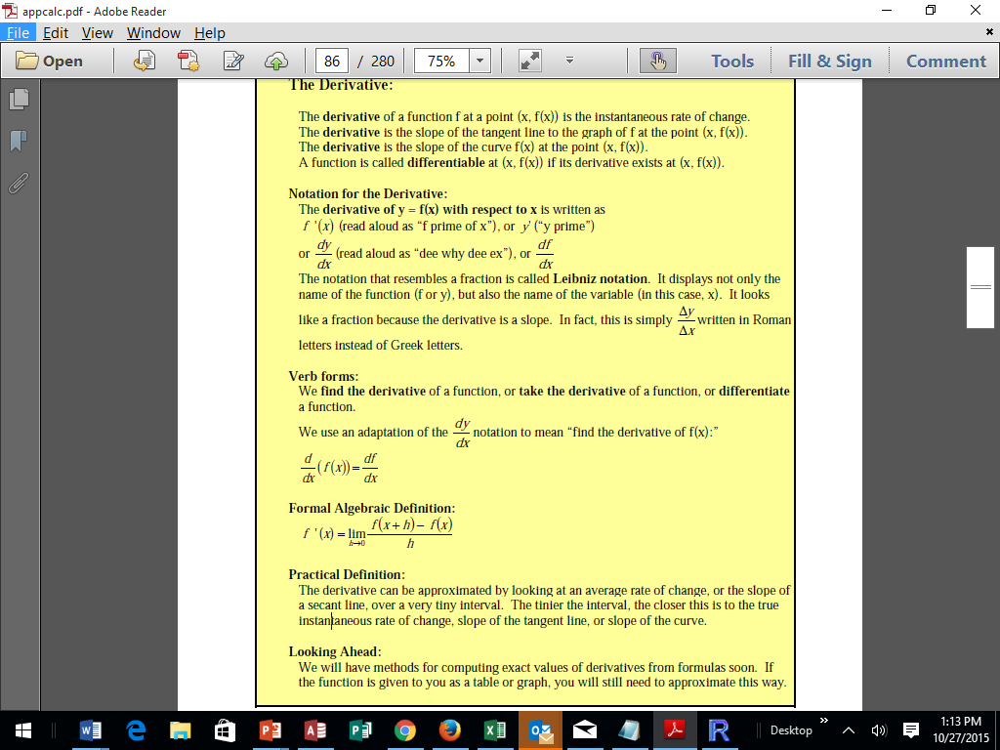 appcalc.pdf - Adobe Reader
File Edit View Window Help
Open 86 / 280 75% Tools Fill & Sign Comment
The Derivative:
The derivative of a function f at a point (x, f(x)) is the instantaneous rate of change.
The derivative is the slope of the tangent line to the graph of f at the point (x, f(x)).
The derivative is the slope of the curve f(x) at the point (x, f(x)).
A function is called differentiable at (x, f(x)) if its derivative exists at (x, f(x)).
Notation for the Derivative:
The derivative of y = f(x) with respect to x is written as
f '(x) (read aloud as “f prime of x”), or y' (“y prime”)
or dy/dx (read aloud as “dee why dee ex”), or df/dx
The notation that resembles a fraction is called Leibniz notation. It displays not only the
name of the function (f or y), but also the name of the variable (in this case, x). It looks
like a fraction because the derivative is a slope. In fact, this is simply Δy/Δx written in Roman
letters instead of Greek letters.
Verb forms:
We find the derivative of a function, or take the derivative of a function, or differentiate
a function.
We use an adaptation of the dy/dx notation to mean “find the derivative of f(x):”
d/dx (f(x)) = df/dx
Formal Algebraic Definition:
f '(x) = lim h→0 f(x+h) – f(x) / h
Practical Definition:
The derivative can be approximated by looking at an average rate of change, or the slope of
a secant line, over a very tiny interval. The tinier the interval, the closer this is to the true
instantaneous rate of change, slope of the tangent line, or slope of the curve.
Looking Ahead:
We will have methods for computing exact values of derivatives from formulas soon. If
the function is given to you as a table or graph, you will still need to approximate this way.
Desktop
1:13 PM
10/27/2015